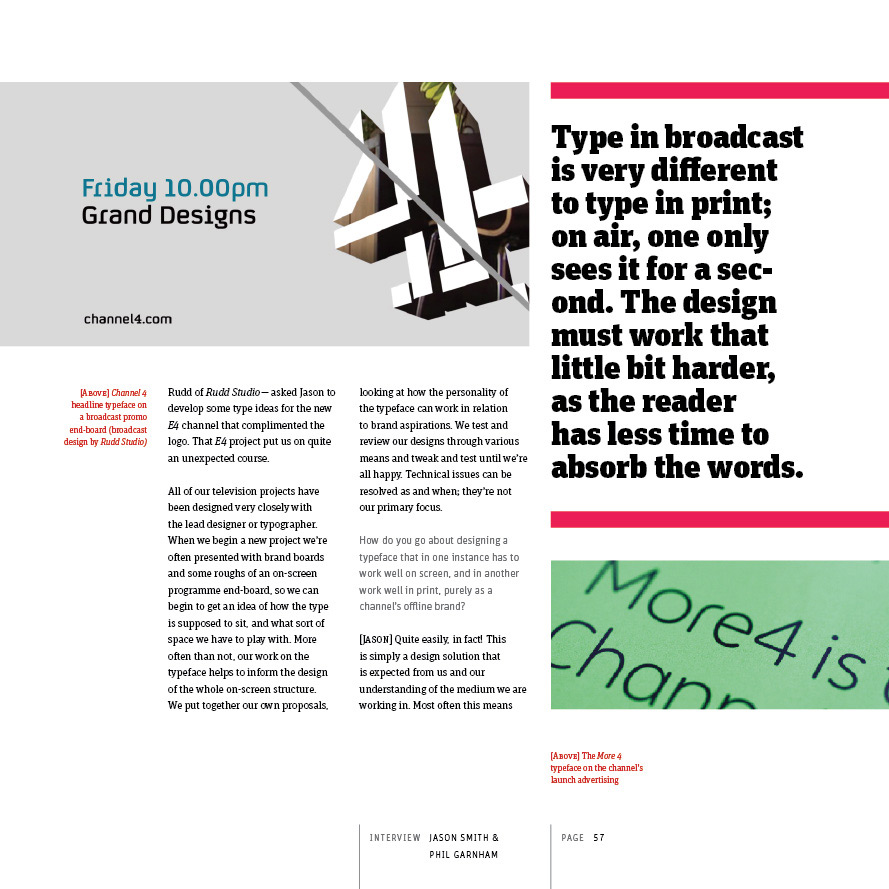 Friday 10.00pm
Grand Designs
channel4.com
[Above] Channel 4
headline typeface on
a broadcast promo
end-board (broadcast
design by Rudd Studio)
Rudd of Rudd Studio — asked Jason to
develop some type ideas for the new
E4 channel that complimented the
logo. That E4 project put us on quite
an unexpected course.
All of our television projects have
been designed very closely with
the lead designer or typographer.
When we begin a new project we're
often presented with brand boards
and some roughs of an on-screen
programme end-board, so we can
begin to get an idea of how the type
is supposed to sit, and what sort of
space we have to play with. More
often than not, our work on the
typeface helps to inform the design
of the whole on-screen structure.
We put together our own proposals,
looking at how the personality of
the typeface can work in relation
to brand aspirations. We test and
review our designs through various
means and tweak and test until we're
all happy. Technical issues can be
resolved as and when; they're not
our primary focus.
How do you go about designing a
typeface that in one instance has to
work well on screen, and in another
work well in print, purely as a
channel's offline brand?
[Jason] Quite easily, in fact! This
is simply a design solution that
is expected from us and our
understanding of the medium we are
working in. Most often this means
Type in broadcast
is very different
to type in print;
on air, one only
sees it for a sec-
ond. The design
must work that
little bit harder,
as the reader
has less time to
absorb the words.
More4 is
Chann
[Above] The More 4
typeface on the channel's
launch advertising
INTERVIEW JASON SMITH &
PHIL GARNHAM
PAGE 57